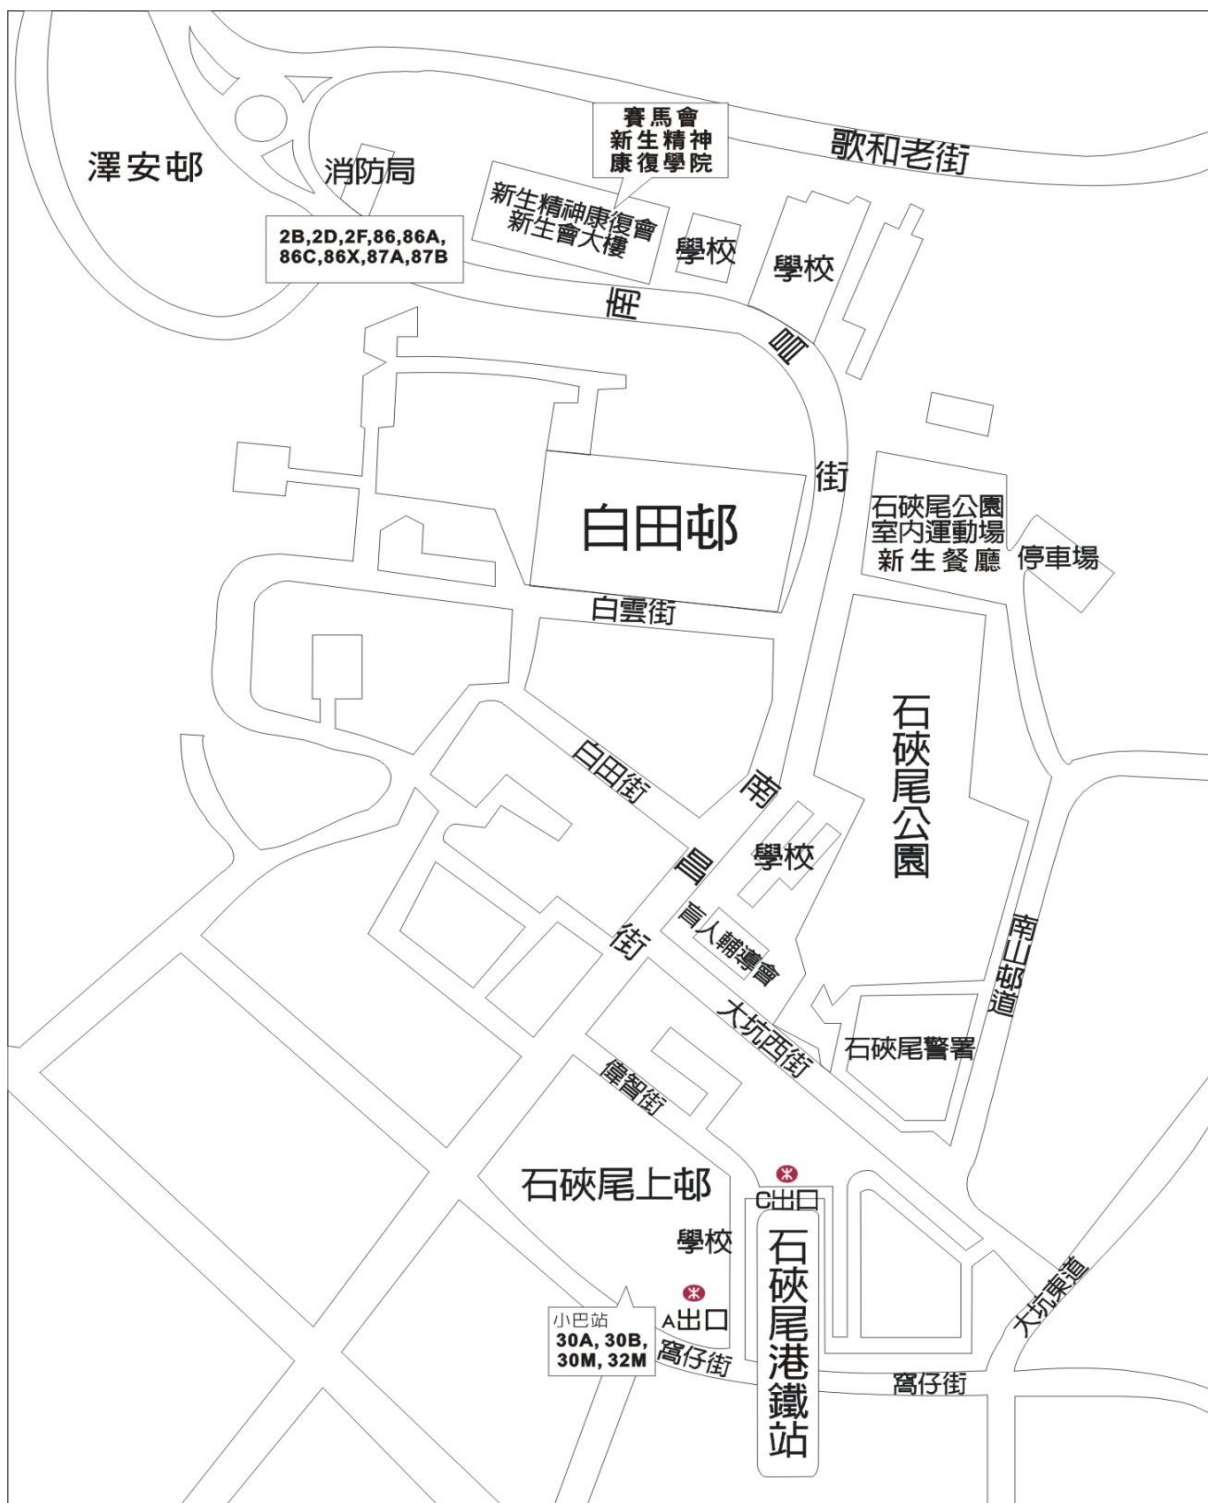 賽馬會
新生精神
康復學院
歌和老街
澤安邨
消防局
新生精神康復會
新生會大樓
學校
學校
2B,2D,2F,86,86A,
86C,86X,87A,87B
南昌街
石硤尾公園
室内運動場
新生餐廳
停車場
白田邨
白雲街
石硤尾公園
白田街
南昌街
學校
盲人輔導會
南山邨道
大坑西街
石硤尾警署
偉智街
石硤尾上邨
C出口
學校
石硤尾港鐵站
A出口
大坑東道
小巴站
30A, 30B,
30M, 32M
窩仔街
窩仔街